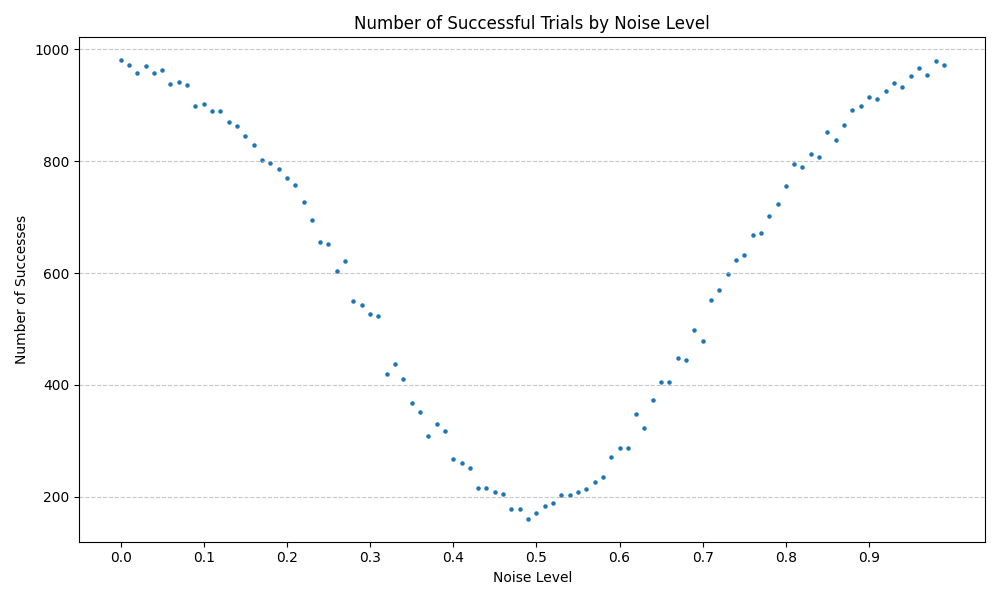 Number of Successful Trials by Noise Level
1000
800
600
400
200
Number of Successes
0.0 0.1 0.2 0.3 0.4 0.5 0.6 0.7 0.8 0.9
Noise Level